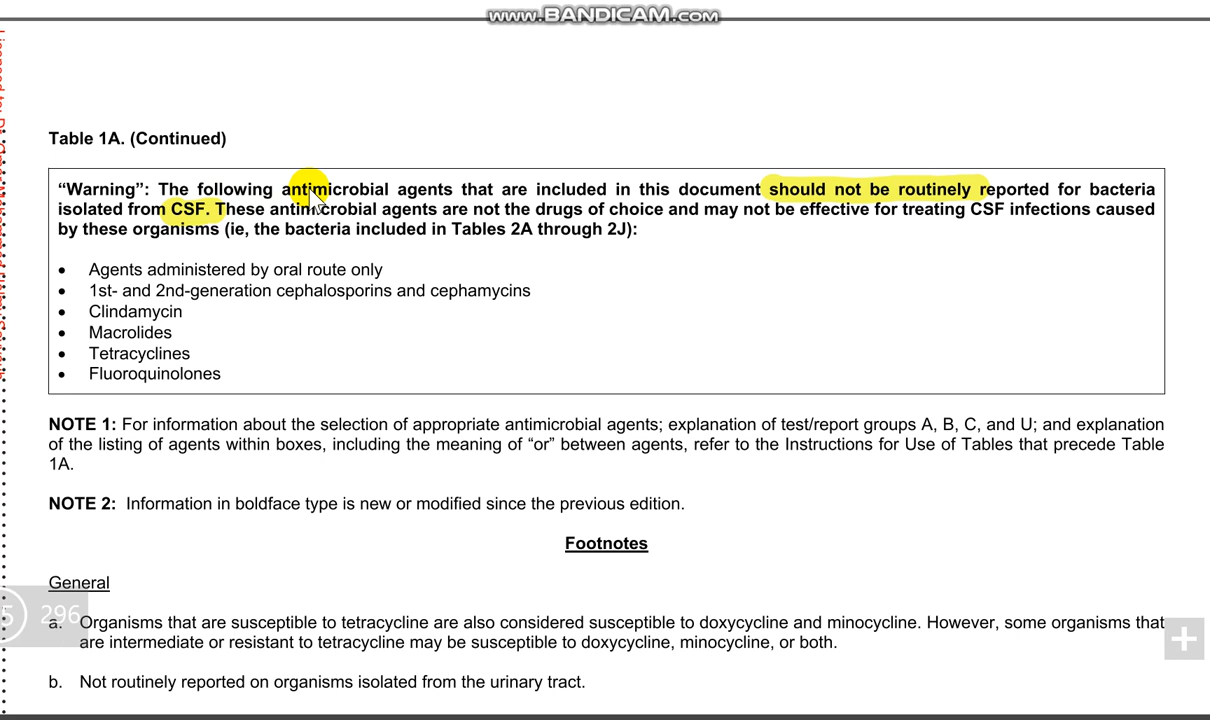 www.BANDICAM.com
Table 1A. (Continued)
“Warning”: The following antimicrobial agents that are included in this document should not be routinely reported for bacteria
isolated from CSF. These antimicrobial agents are not the drugs of choice and may not be effective for treating CSF infections caused
by these organisms (ie, the bacteria included in Tables 2A through 2J):
• Agents administered by oral route only
• 1st- and 2nd-generation cephalosporins and cephamycins
• Clindamycin
• Macrolides
• Tetracyclines
• Fluoroquinolones
NOTE 1: For information about the selection of appropriate antimicrobial agents; explanation of test/report groups A, B, C, and U; and explanation
of the listing of agents within boxes, including the meaning of “or” between agents, refer to the Instructions for Use of Tables that precede Table
1A.
NOTE 2: Information in boldface type is new or modified since the previous edition.
Footnotes
General
296
a. Organisms that are susceptible to tetracycline are also considered susceptible to doxycycline and minocycline. However, some organisms that
are intermediate or resistant to tetracycline may be susceptible to doxycycline, minocycline, or both.
b. Not routinely reported on organisms isolated from the urinary tract.